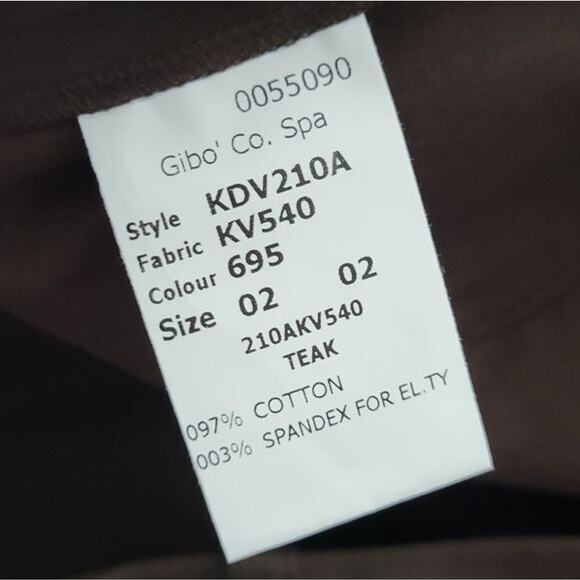 0055090
Gibo' Co. Spa
Style KDV210A
Fabric KV540
Colour 695
Size 02 02
210AKV540
TEAK
097% COTTON
003% SPANDEX FOR EL.TY